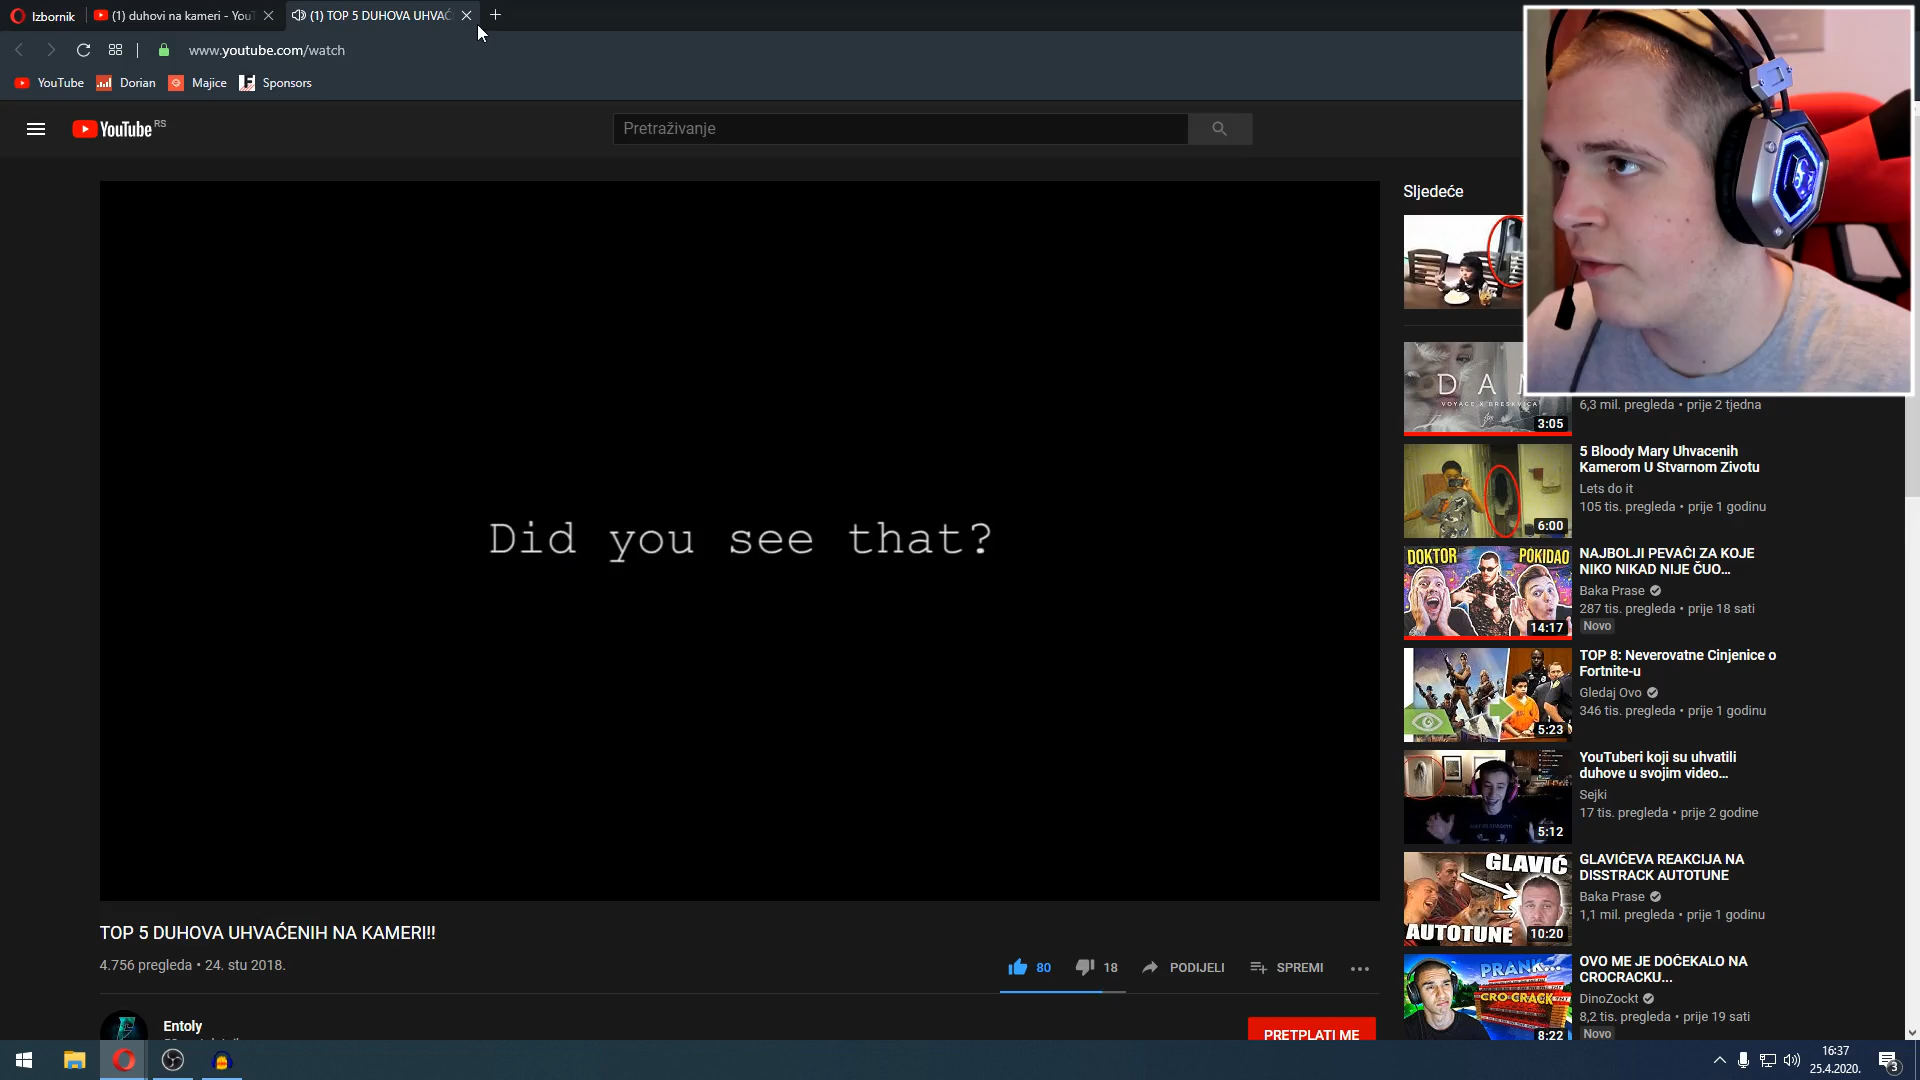 Izbornik
(1) duhovi na kameri - You
(1) TOP 5 DUHOVA UHVAĆ
www.youtube.com/watch
YouTube
Dorian
Majice
Sponsors
YouTube RS
Pretraživanje
Sljedeće
Did you see that?
DAM
VOYAGE X BRESKVICA
3:05
6,3 mil. pregleda • prije 2 tjedna
5 Bloody Mary Uhvacenih
Kamerom U Stvarnom Zivotu
Lets do it
105 tis. pregleda • prije 1 godinu
6:00
DOKTOR
POKIDAO
14:17
NAJBOLJI PEVAČI ZA KOJE
NIKO NIKAD NIJE ČUO...
Baka Prase
287 tis. pregleda • prije 18 sati
Novo
TOP 8: Neverovatne Cinjenice o
Fortnite-u
Gledaj Ovo
346 tis. pregleda • prije 1 godinu
5:23
YouTuberi koji su uhvatili
duhove u svojim video...
Sejki
17 tis. pregleda • prije 2 godine
5:12
GLAVIĆ
AUTOTUNE
10:20
GLAVIĆEVA REAKCIJA NA
DISSTRACK AUTOTUNE
Baka Prase
1,1 mil. pregleda • prije 1 godinu
PRANK...
CRO CRACK
8:22
OVO ME JE DOČEKALO NA
CROCRACKU...
DinoZockt
8,2 tis. pregleda • prije 19 sati
Novo
TOP 5 DUHOVA UHVAĆENIH NA KAMERI!!
4.756 pregleda • 24. stu 2018.
80
18
PODIJELI
SPREMI
Entoly
PRETPLATI ME
16:37
25.4.2020.
3